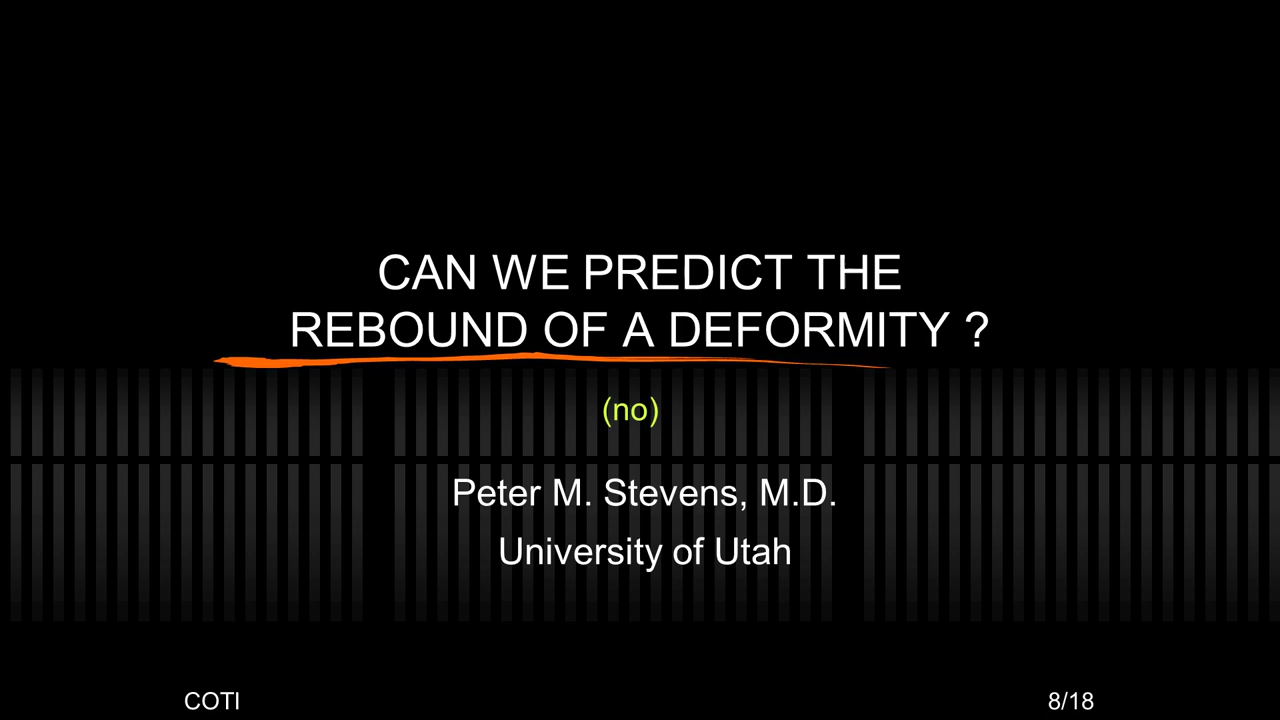 CAN WE PREDICT THE
REBOUND OF A DEFORMITY ?
(no)
Peter M. Stevens, M.D.
University of Utah
COTI
8/18